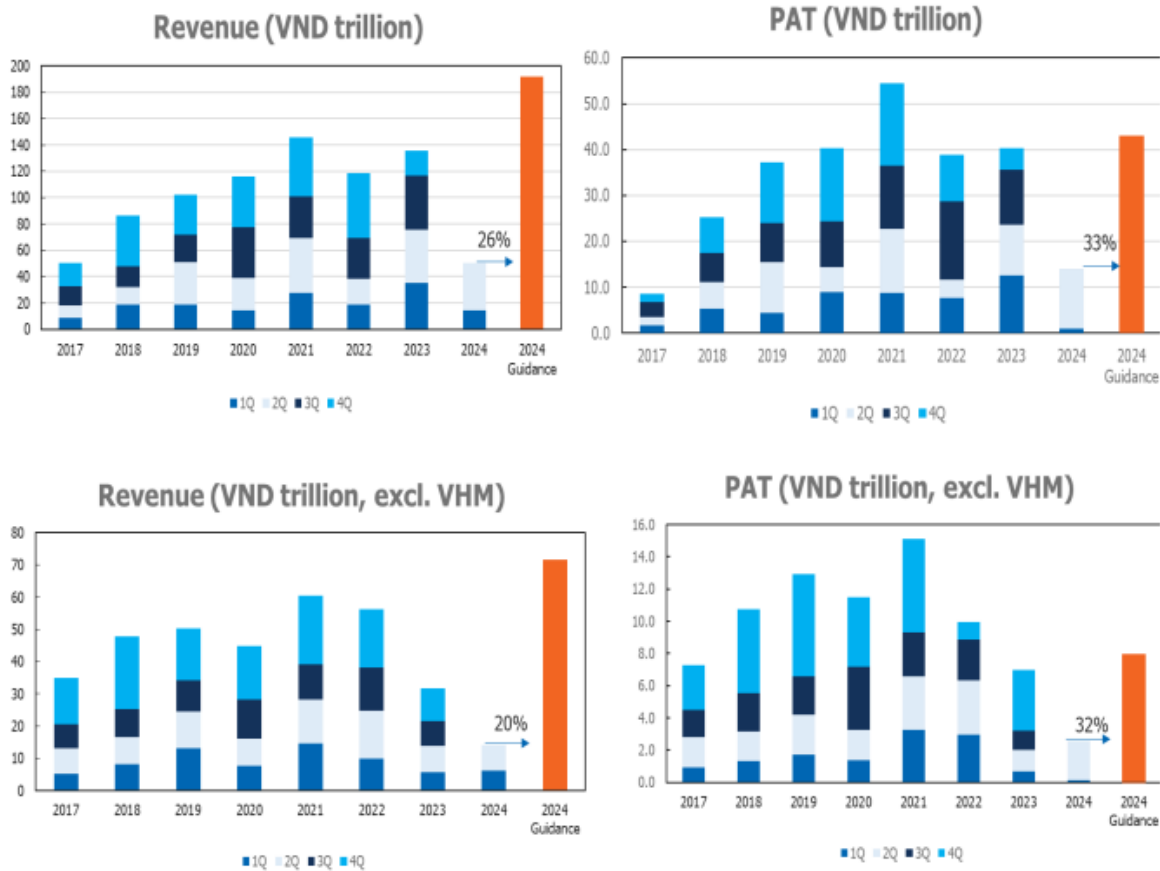 Revenue (VND trillion)
200
180
160
140
120
100
80
60
40
20
0
26%
2017 2018 2019 2020 2021 2022 2023 2024 2024
Guidance
1Q 2Q 3Q 4Q
PAT (VND trillion)
60.0
50.0
40.0
30.0
20.0
10.0
0.0
33%
2017 2018 2019 2020 2021 2022 2023 2024 2024
Guidance
1Q 2Q 3Q 4Q
Revenue (VND trillion, excl. VHM)
80
70
60
50
40
30
20
10
0
20%
2017 2018 2019 2020 2021 2022 2023 2024 2024
Guidance
1Q 2Q 3Q 4Q
PAT (VND trillion, excl. VHM)
16.0
14.0
12.0
10.0
8.0
6.0
4.0
2.0
0.0
32%
2017 2018 2019 2020 2021 2022 2023 2024 2024
Guidance
1Q 2Q 3Q 4Q